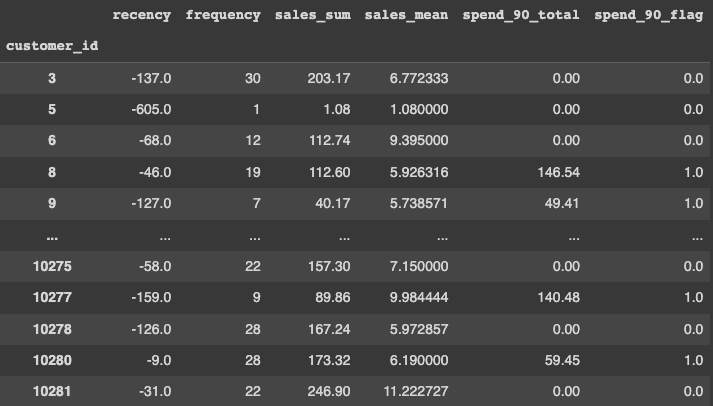 recency frequency sales_sum sales_mean spend_90_total spend_90_flag
customer_id
3 -137.0 30 203.17 6.772333 0.00 0.0
5 -605.0 1 1.08 1.080000 0.00 0.0
6 -68.0 12 112.74 9.395000 0.00 0.0
8 -46.0 19 112.60 5.926316 146.54 1.0
9 -127.0 7 40.17 5.738571 49.41 1.0
... ... ... ... ... ... ...
10275 -58.0 22 157.30 7.150000 0.00 0.0
10277 -159.0 9 89.86 9.984444 140.48 1.0
10278 -126.0 28 167.24 5.972857 0.00 0.0
10280 -9.0 28 173.32 6.190000 59.45 1.0
10281 -31.0 22 246.90 11.222727 0.00 0.0